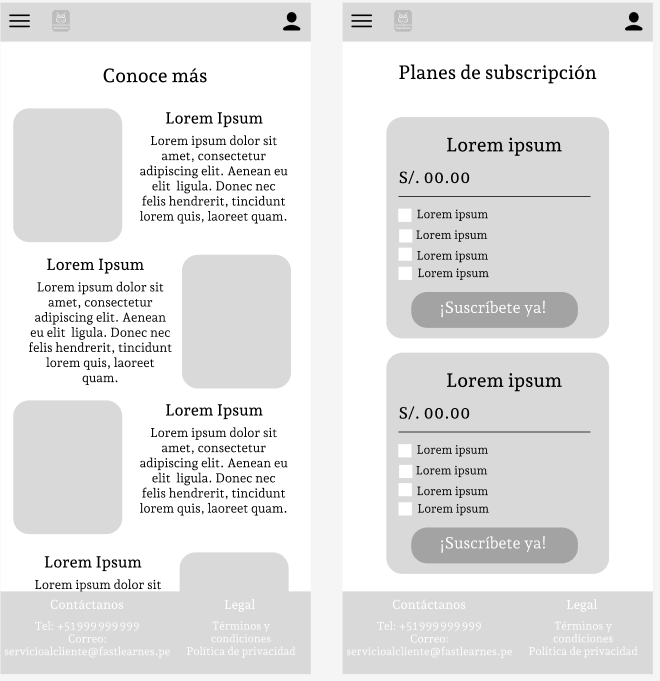 Conoce más
Lorem Ipsum
Lorem ipsum dolor sit
amet, consectetur
adipiscing elit. Aenean eu
elit ligula. Donec nec
felis hendrerit, tincidunt
lorem quis, laoreet quam.
Lorem Ipsum
Lorem ipsum dolor sit
amet, consectetur
adipiscing elit. Aenean
eu elit ligula. Donec nec
felis hendrerit, tincidunt
lorem quis, laoreet
quam.
Lorem Ipsum
Lorem ipsum dolor sit
amet, consectetur
adipiscing elit. Aenean eu
elit ligula. Donec nec
felis hendrerit, tincidunt
lorem quis, laoreet quam.
Lorem Ipsum
Lorem ipsum dolor sit
Contáctanos
Tel: +51999999999
Correo:
servicioalcliente@fastlearnes.pe
Legal
Términos y
condiciones
Política de privacidad
Planes de subscripción
Lorem ipsum
S/. 00.00
Lorem ipsum
Lorem ipsum
Lorem ipsum
Lorem ipsum
¡Suscríbete ya!
Lorem ipsum
S/. 00.00
Lorem ipsum
Lorem ipsum
Lorem ipsum
Lorem ipsum
¡Suscríbete ya!
Contáctanos
Tel: +51999999999
Correo:
servicioalcliente@fastlearnes.pe
Legal
Términos y
condiciones
Política de privacidad